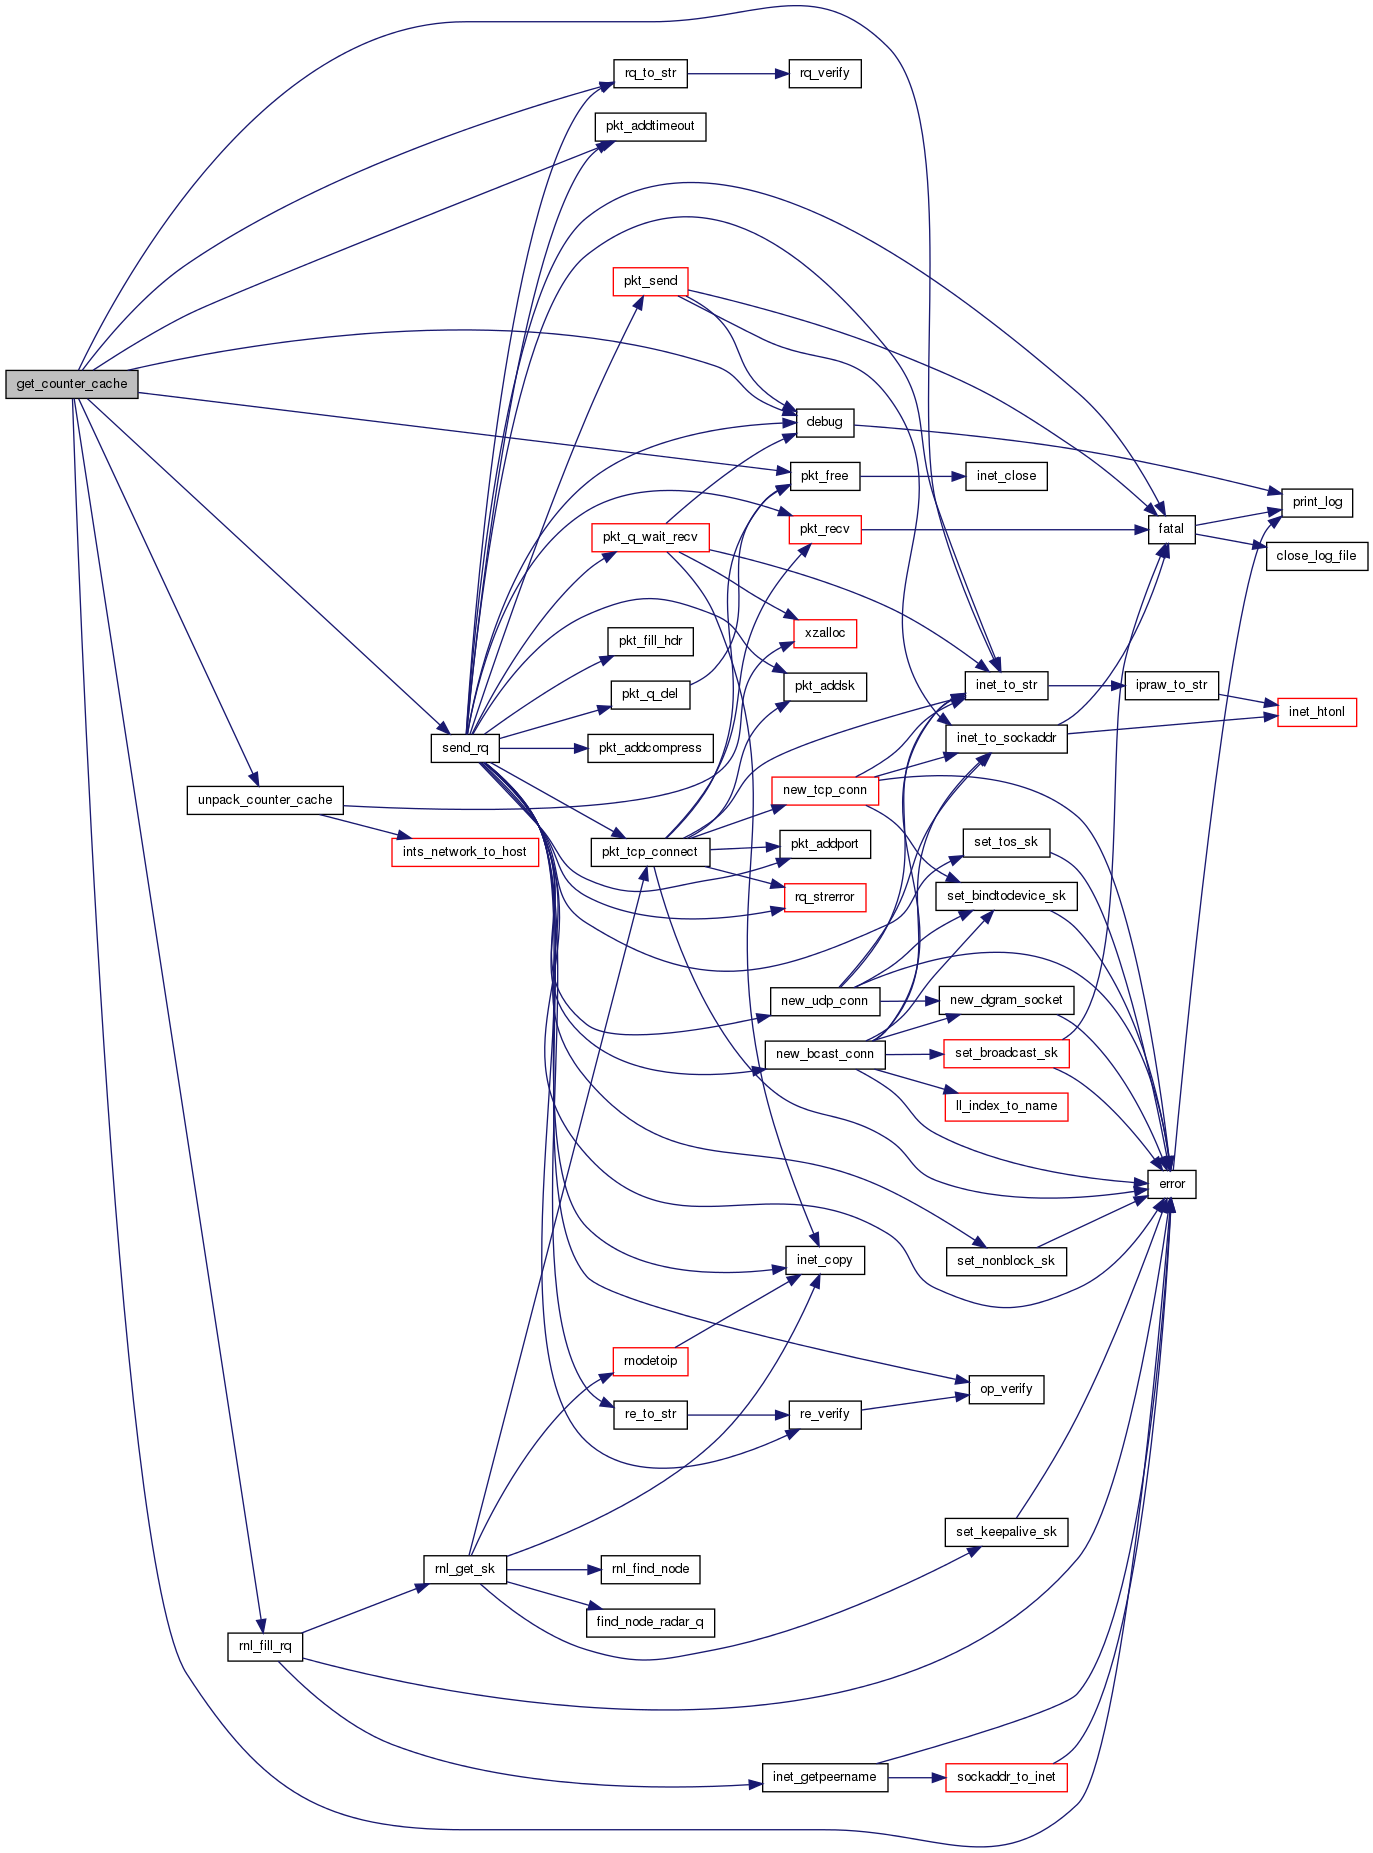 rq_to_str
rq_verify
pkt_addtimeout
pkt_send
get_counter_cache
debug
pkt_free
inet_close
print_log
pkt_q_wait_recv
pkt_recv
fatal
close_log_file
xzalloc
pkt_fill_hdr
pkt_q_del
pkt_addsk
inet_to_str
ipraw_to_str
inet_htonl
send_rq
pkt_addcompress
inet_to_sockaddr
unpack_counter_cache
new_tcp_conn
ints_network_to_host
pkt_tcp_connect
pkt_addport
set_tos_sk
rq_strerror
set_bindtodevice_sk
new_udp_conn
new_dgram_socket
new_bcast_conn
set_broadcast_sk
ll_index_to_name
error
inet_copy
set_nonblock_sk
rnodetoip
op_verify
re_to_str
re_verify
set_keepalive_sk
rnl_get_sk
rnl_find_node
find_node_radar_q
rnl_fill_rq
inet_getpeername
sockaddr_to_inet